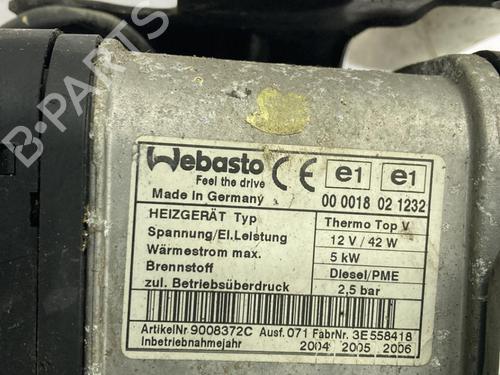 B-PARTS
Webasto
Feel the drive
CE e1 e1
Made In Germany
00 0018 02 1232
HEIZGERÄT Typ Thermo Top V
Spannung/El.Leistung 12 V / 42 W
Wärmestrom max. 5 kW
Brennstoff Diesel/PME
zul. Betriebsüberdruck 2,5 bar
ArtikelNr.9008372C Ausf. 071 FabrNr. 3E558418
Inbetriebnahmejahr 2004 2005 2006